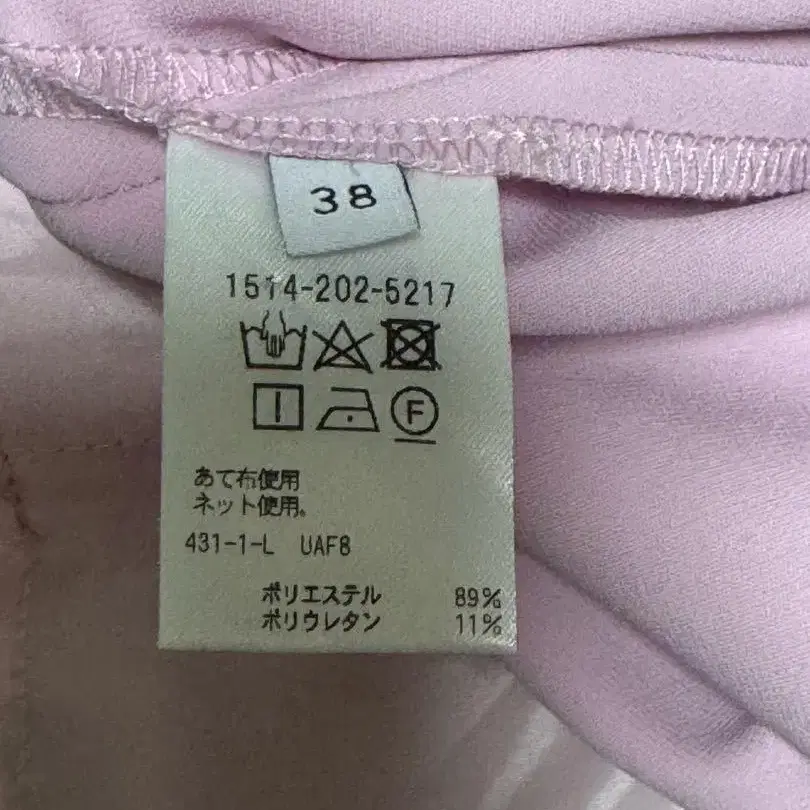 38
1514-202-5217
F
あて布使用
ネット使用。
431-1-L UAF8
ポリエステル 89%
ポリウレタン 11%